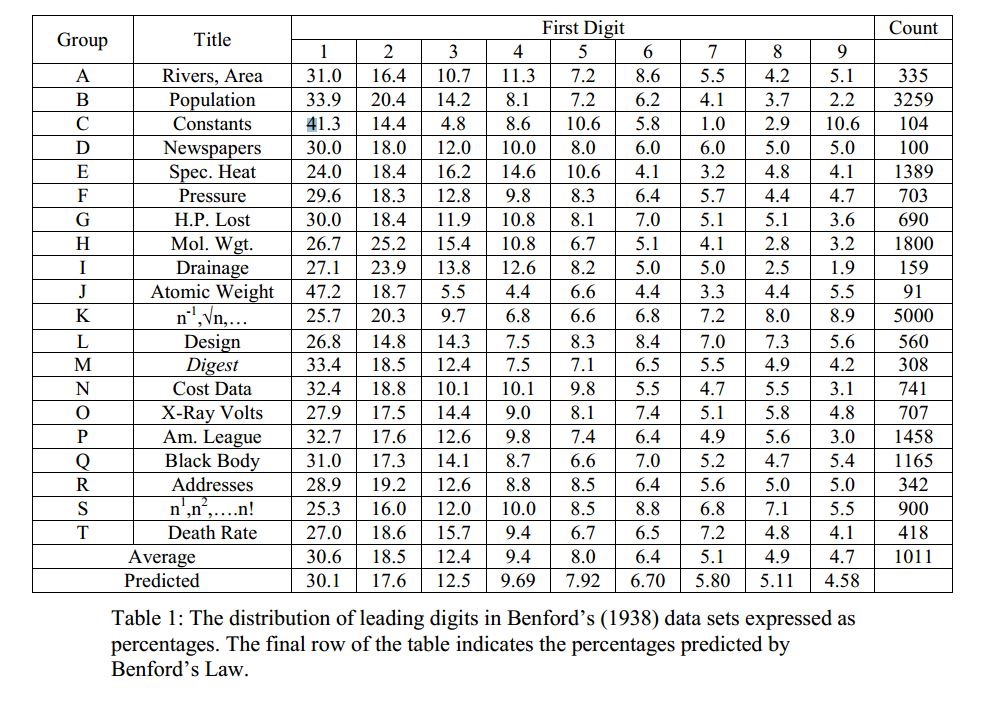 Group Title First Digit Count
1 2 3 4 5 6 7 8 9
A Rivers, Area 31.0 16.4 10.7 11.3 7.2 8.6 5.5 4.2 5.1 335
B Population 33.9 20.4 14.2 8.1 7.2 6.2 4.1 3.7 2.2 3259
C Constants 41.3 14.4 4.8 8.6 10.6 5.8 1.0 2.9 10.6 104
D Newspapers 30.0 18.0 12.0 10.0 8.0 6.0 6.0 5.0 5.0 100
E Spec. Heat 24.0 18.4 16.2 14.6 10.6 4.1 3.2 4.8 4.1 1389
F Pressure 29.6 18.3 12.8 9.8 8.3 6.4 5.7 4.4 4.7 703
G H.P. Lost 30.0 18.4 11.9 10.8 8.1 7.0 5.1 5.1 3.6 690
H Mol. Wgt. 26.7 25.2 15.4 10.8 6.7 5.1 4.1 2.8 3.2 1800
I Drainage 27.1 23.9 13.8 12.6 8.2 5.0 5.0 2.5 1.9 159
J Atomic Weight 47.2 18.7 5.5 4.4 6.6 4.4 3.3 4.4 5.5 91
K n⁻¹,√n,… 25.7 20.3 9.7 6.8 6.6 6.8 7.2 8.0 8.9 5000
L Design 26.8 14.8 14.3 7.5 8.3 8.4 7.0 7.3 5.6 560
M Digest 33.4 18.5 12.4 7.5 7.1 6.5 5.5 4.9 4.2 308
N Cost Data 32.4 18.8 10.1 10.1 9.8 5.5 4.7 5.5 3.1 741
O X-Ray Volts 27.9 17.5 14.4 9.0 8.1 7.4 5.1 5.8 4.8 707
P Am. League 32.7 17.6 12.6 9.8 7.4 6.4 4.9 5.6 3.0 1458
Q Black Body 31.0 17.3 14.1 8.7 6.6 7.0 5.2 4.7 5.4 1165
R Addresses 28.9 19.2 12.6 8.8 8.5 6.4 5.6 5.0 5.0 342
S n¹,n²,….n! 25.3 16.0 12.0 10.0 8.5 8.8 6.8 7.1 5.5 900
T Death Rate 27.0 18.6 15.7 9.4 6.7 6.5 7.2 4.8 4.1 418
Average 30.6 18.5 12.4 9.4 8.0 6.4 5.1 4.9 4.7 1011
Predicted 30.1 17.6 12.5 9.69 7.92 6.70 5.80 5.11 4.58
Table 1: The distribution of leading digits in Benford’s (1938) data sets expressed as
percentages. The final row of the table indicates the percentages predicted by
Benford’s Law.